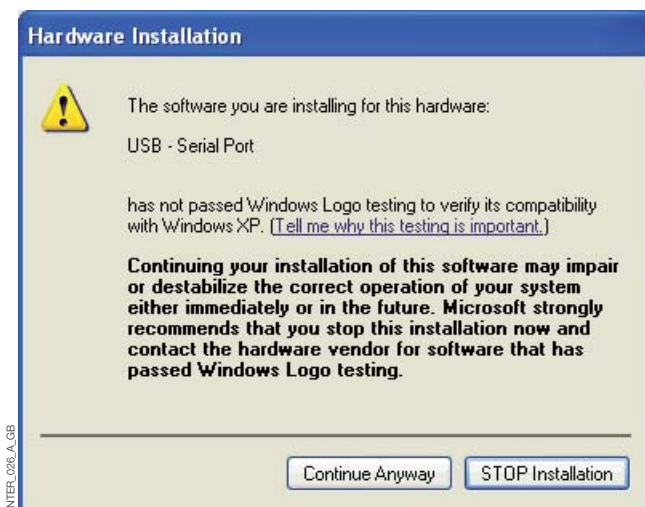 Hardware Installation
The software you are installing for this hardware:
USB - Serial Port
has not passed Windows Logo testing to verify its compatibility
with Windows XP. (Tell me why this testing is important.)
Continuing your installation of this software may impair
or destabilize the correct operation of your system
either immediately or in the future. Microsoft strongly
recommends that you stop this installation now and
contact the hardware vendor for software that has
passed Windows Logo testing.
Continue Anyway
STOP Installation
NTER_026_A_GB